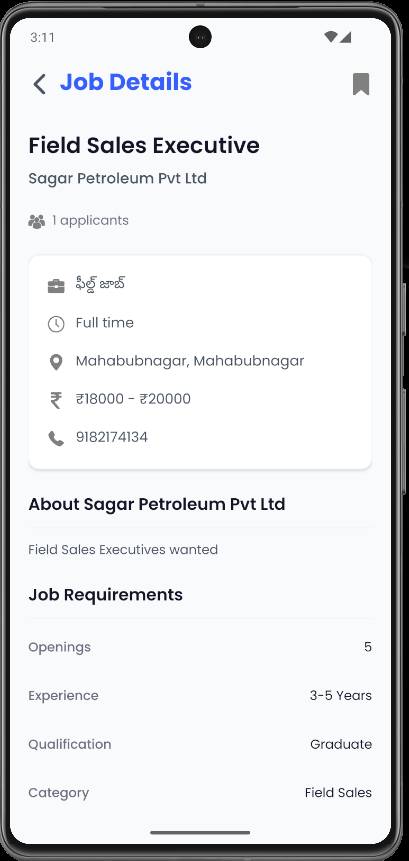 3:11
Job Details
Field Sales Executive
Sagar Petroleum Pvt Ltd
1 applicants
ఫీల్డ్ జాబ్
Full time
Mahabubnagar, Mahabubnagar
₹18000 - ₹20000
9182174134
About Sagar Petroleum Pvt Ltd
Field Sales Executives wanted
Job Requirements
Openings 5
Experience 3-5 Years
Qualification Graduate
Category Field Sales